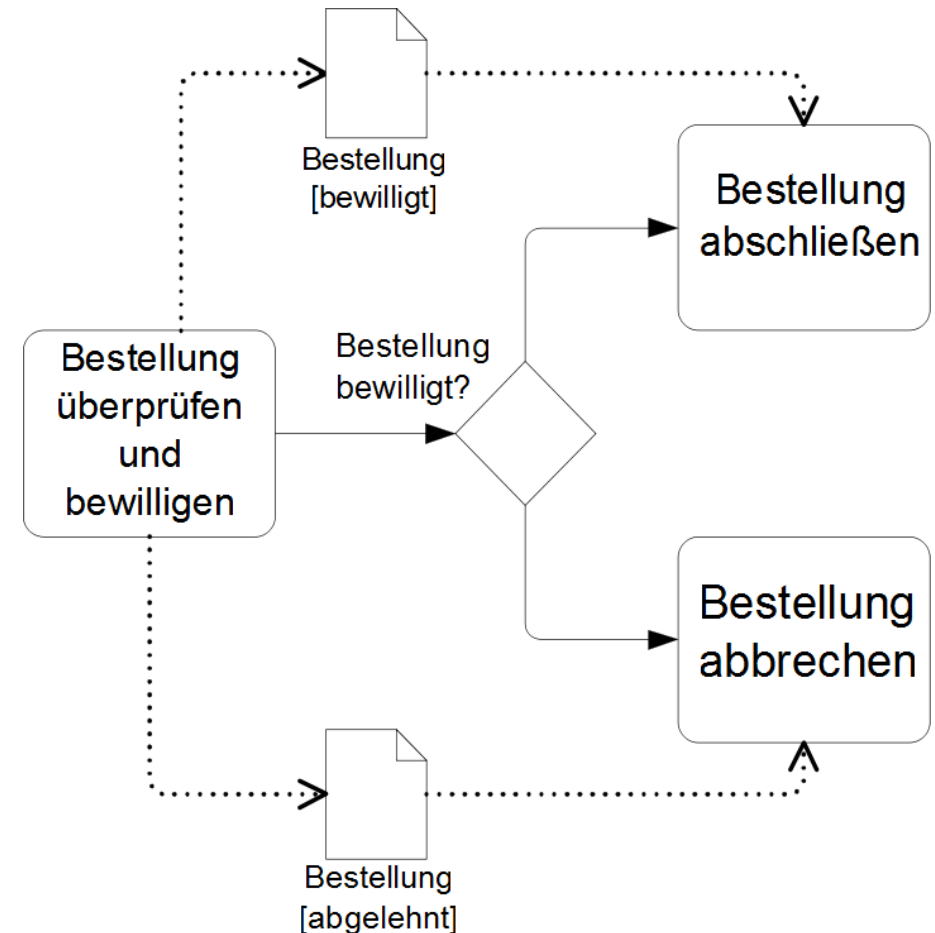 Bestellung
[bewilligt]
Bestellung
abschließen
Bestellung
überprüfen
und
bewilligen
Bestellung
bewilligt?
Bestellung
abbrechen
Bestellung
[abgelehnt]